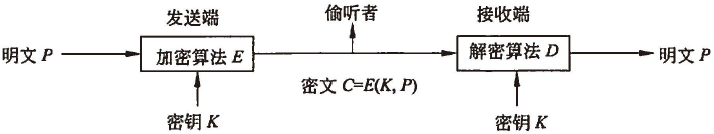 发送端 偷听者 接收端
明文 P 加密算法 E 解密算法 D 明文 P
密文 C=E(K, P)
密钥 K 密钥 K